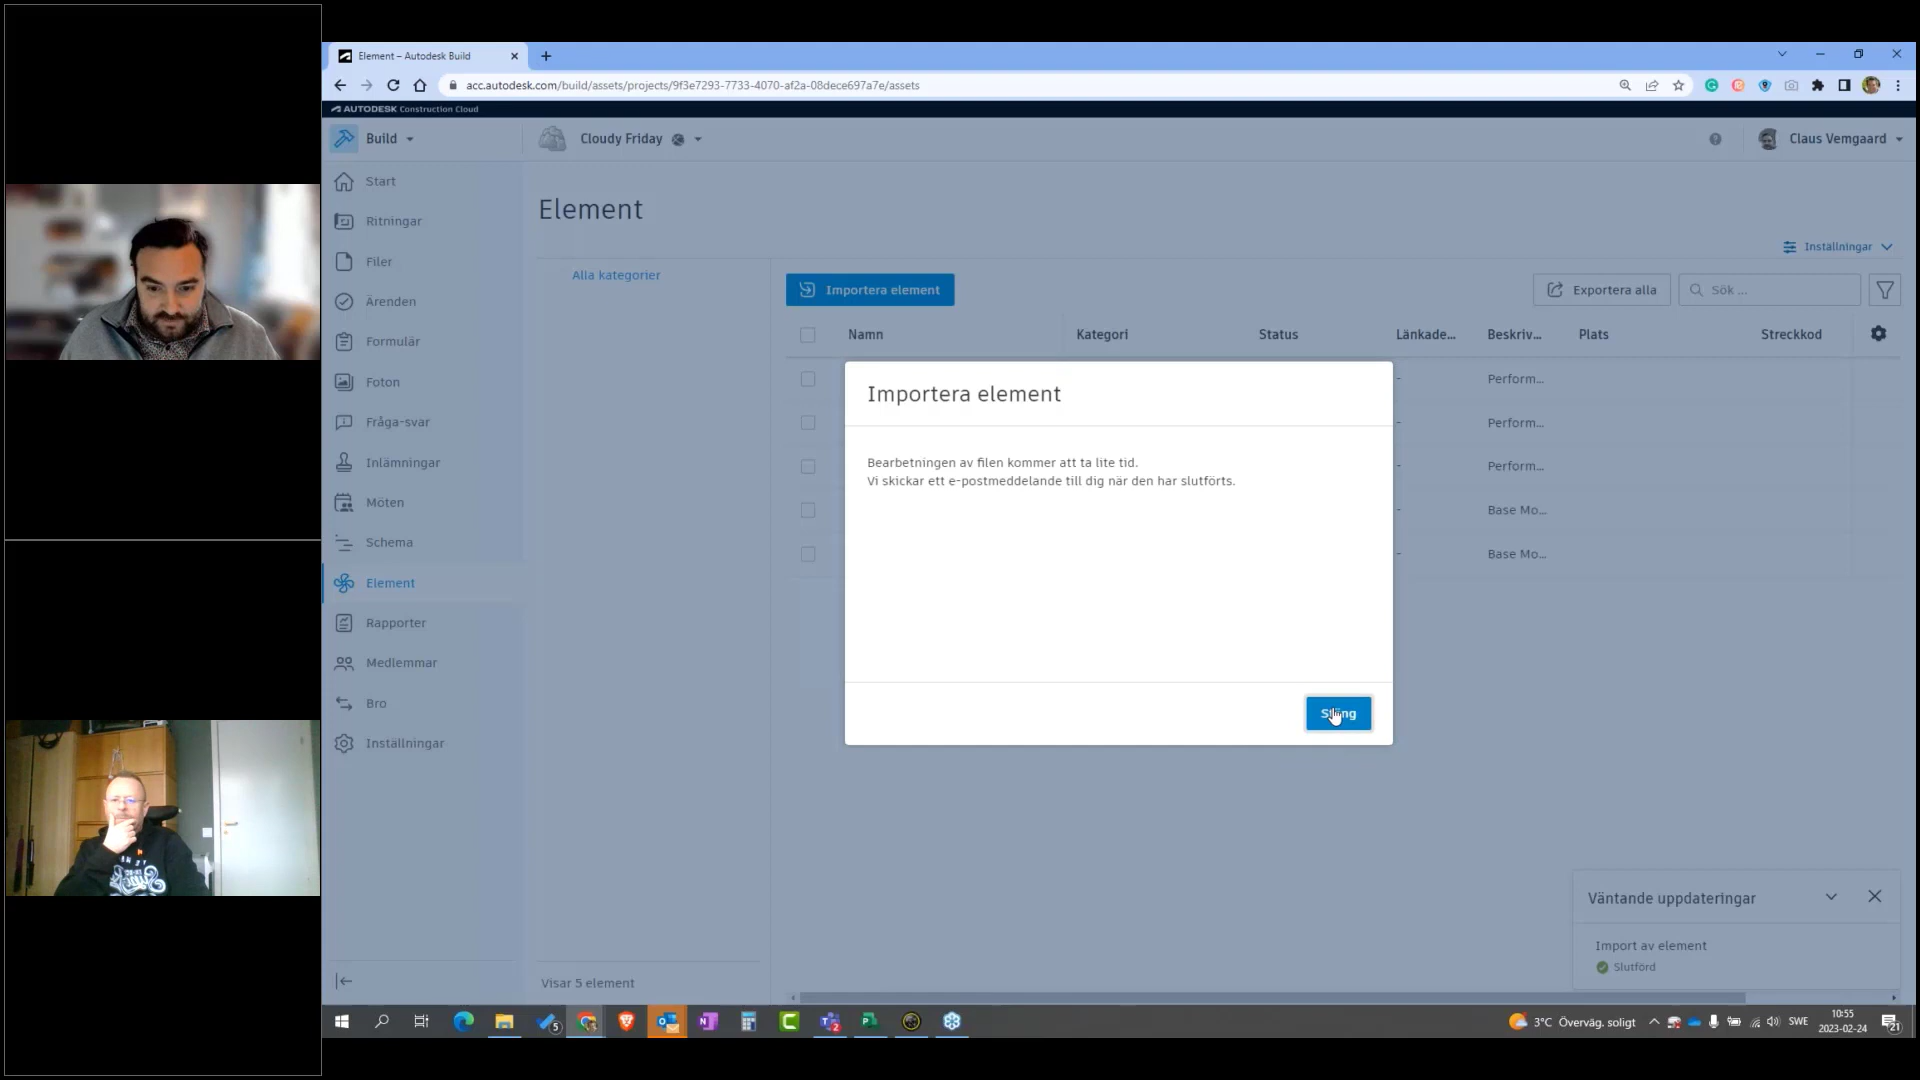 Element – Autodesk Build
acc.autodesk.com/build/assets/projects/9f3e7293-7733-4070-af2a-08dece697a7e/assets
AUTODESK Construction Cloud
Build
Cloudy Friday
Claus Vemgaard
Start
Ritningar
Filer
Ärenden
Formulär
Foton
Fråga-svar
Inlämningar
Möten
Schema
Element
Rapporter
Medlemmar
Bro
Inställningar
Element
Inställningar
Alla kategorier
Importera element
Exportera alla
Sök ...
Namn Kategori Status Länkade... Beskriv... Plats Streckkod
- Perform...
- Perform...
- Perform...
- Base Mo...
- Base Mo...
Importera element
Bearbetningen av filen kommer att ta lite tid.
Vi skickar ett e-postmeddelande till dig när den har slutförts.
Väntande uppdateringar
Import av element
Slutförd
Visar 5 element
3°C Överväg. soligt
SWE
10:55
2023-02-24
21